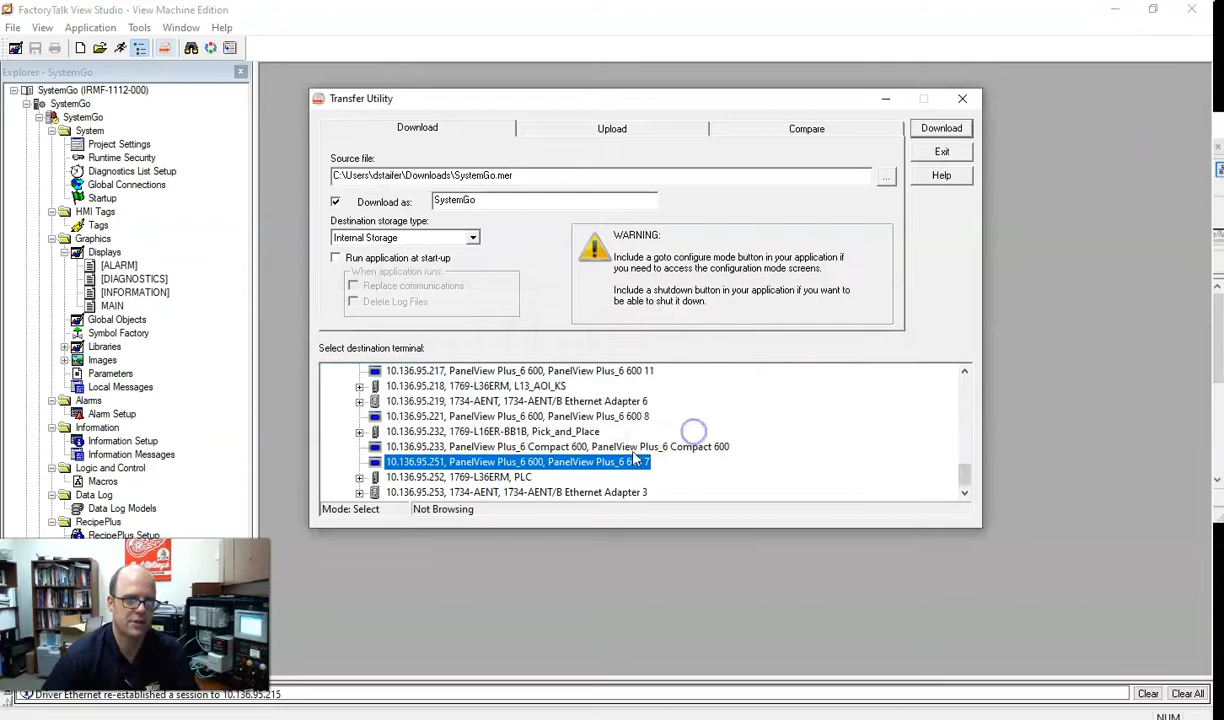 FactoryTalk View Studio - View Machine Edition
File View Application Tools Window Help
Explorer - SystemGo
SystemGo (IRMF-1112-000)
SystemGo
SystemGo
System
Project Settings
Runtime Security
Diagnostics List Setup
Global Connections
Startup
HMI Tags
Tags
Graphics
Displays
[ALARM]
[DIAGNOSTICS]
[INFORMATION]
MAIN
Global Objects
Symbol Factory
Libraries
Images
Parameters
Local Messages
Alarms
Alarm Setup
Information
Information Setup
Information Messages
Logic and Control
Macros
Data Log
Data Log Models
RecipePlus
RecipePlus Setup
Transfer Utility
Download Upload Compare
Download
Exit
Help
Source file:
C:\Users\dstaifer\Downloads\SystemGo.mer
...
Download as: SystemGo
Destination storage type:
Internal Storage
Run application at start-up
When application runs:
Replace communications
Delete Log Files
WARNING:
Include a goto configure mode button in your application if
you need to access the configuration mode screens.
Include a shutdown button in your application if you want to
be able to shut it down.
Select destination terminal:
10.136.95.217, PanelView Plus_6 600, PanelView Plus_6 600 11
10.136.95.218, 1769-L36ERM, L13_AOI_KS
10.136.95.219, 1734-AENT, 1734-AENT/B Ethernet Adapter 6
10.136.95.221, PanelView Plus_6 600, PanelView Plus_6 600 8
10.136.95.232, 1769-L16ER-BB1B, Pick_and_Place
10.136.95.233, PanelView Plus_6 Compact 600, PanelView Plus_6 Compact 600
10.136.95.251, PanelView Plus_6 600, PanelView Plus_6 600 7
10.136.95.252, 1769-L36ERM, PLC
10.136.95.253, 1734-AENT, 1734-AENT/B Ethernet Adapter 3
Mode: Select Not Browsing
Driver Ethernet re-established a session to 10.136.95.215
Clear Clear All
NUM